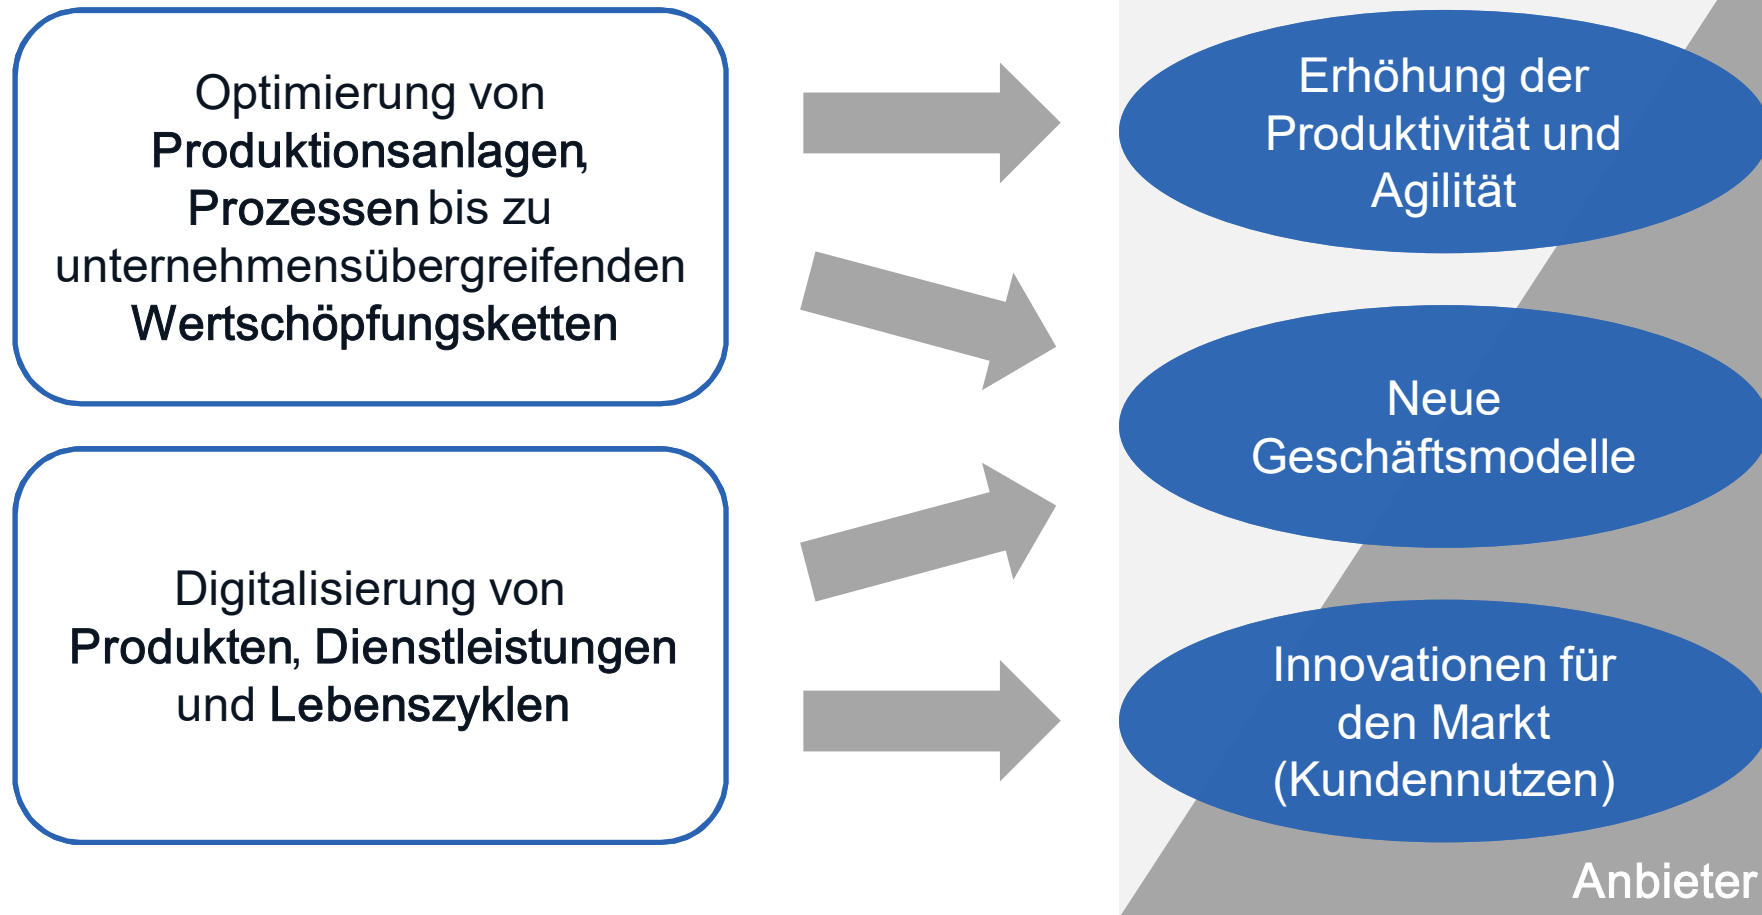 Optimierung von
Produktionsanlagen,
Prozessen bis zu
unternehmensübergreifenden
Wertschöpfungsketten
Digitalisierung von
Produkten, Dienstleistungen
und Lebenszyklen
Erhöhung der
Produktivität und
Agilität
Neue
Geschäftsmodelle
Innovationen für
den Markt
(Kundennutzen)
Anbieter